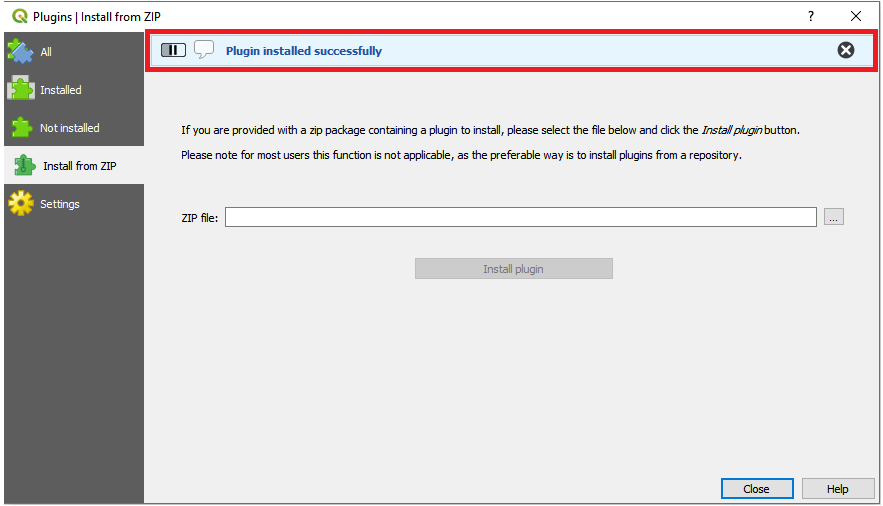 Plugins | Install from ZIP
?
All
Installed
Not installed
Install from ZIP
Settings
Plugin installed successfully
If you are provided with a zip package containing a plugin to install, please select the file below and click the Install plugin button.
Please note for most users this function is not applicable, as the preferable way is to install plugins from a repository.
ZIP file:
...
Install plugin
Close
Help